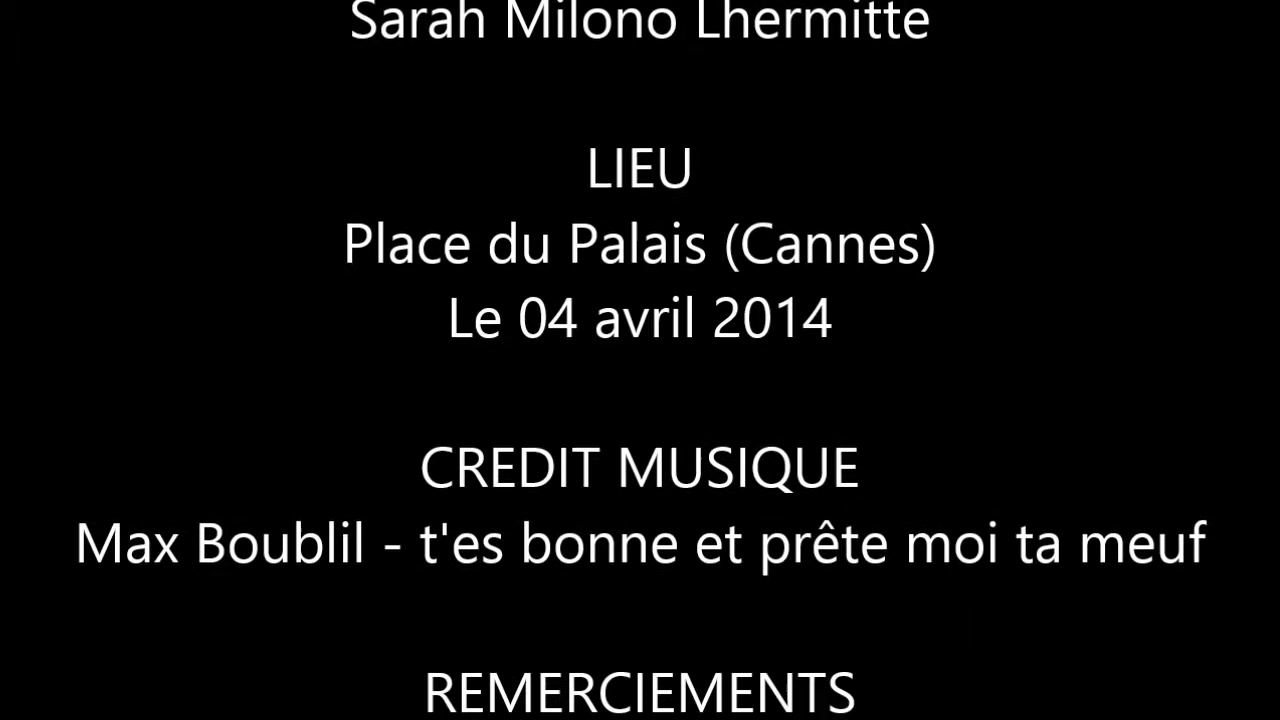 Sarah Milono Lhermitte
LIEU
Place du Palais (Cannes)
Le 04 avril 2014
CREDIT MUSIQUE
Max Boublil - t'es bonne et prête moi ta meuf
REMERCIEMENTS